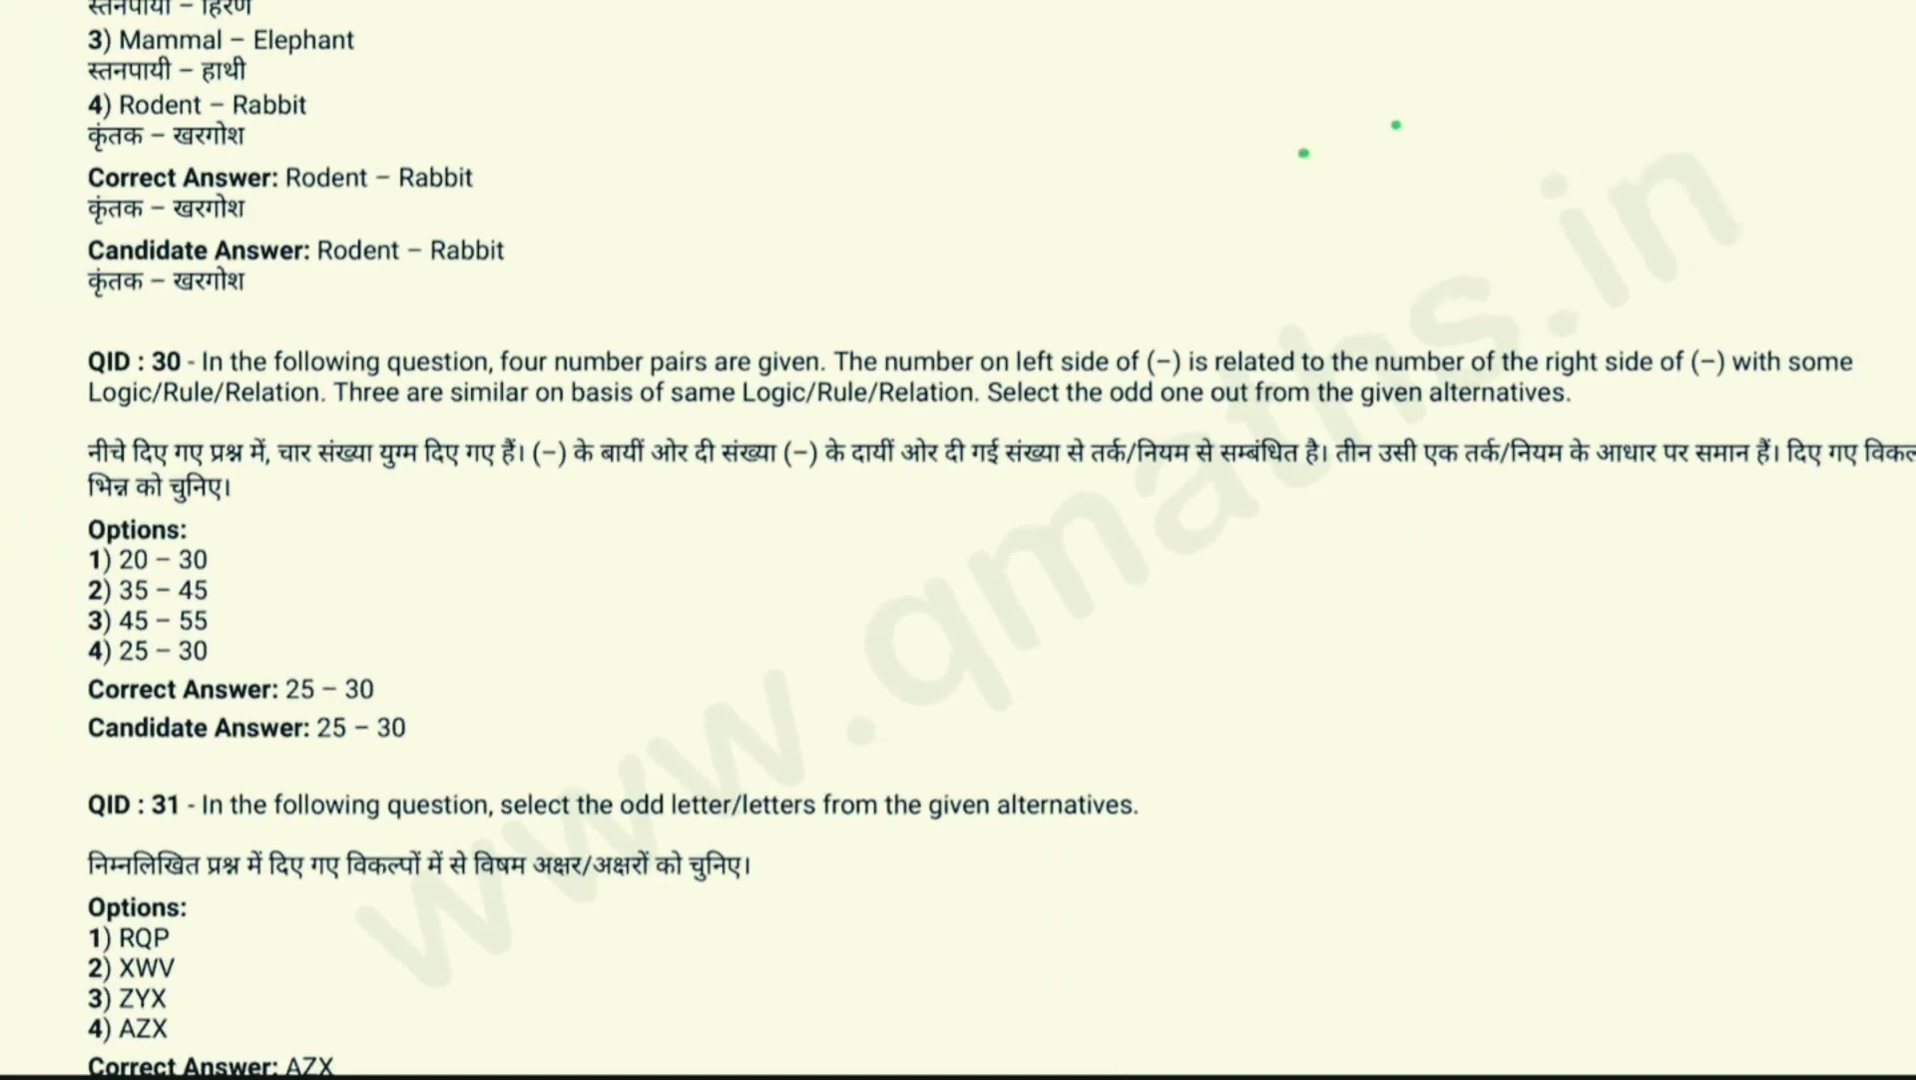 स्तनपायी – हिरण
3) Mammal – Elephant
स्तनपायी – हाथी
4) Rodent – Rabbit
कृंतक – खरगोश
Correct Answer: Rodent – Rabbit
कृंतक – खरगोश
Candidate Answer: Rodent – Rabbit
कृंतक – खरगोश
QID : 30 - In the following question, four number pairs are given. The number on left side of (–) is related to the number of the right side of (–) with some
Logic/Rule/Relation. Three are similar on basis of same Logic/Rule/Relation. Select the odd one out from the given alternatives.
नीचे दिए गए प्रश्न में, चार संख्या युग्म दिए गए हैं। (–) के बायीं ओर दी संख्या (–) के दायीं ओर दी गई संख्या से तर्क/नियम से सम्बंधित है। तीन उसी एक तर्क/नियम के आधार पर समान हैं। दिए गए
भिन्न को चुनिए।
Options:
1) 20 – 30
2) 35 – 45
3) 45 – 55
4) 25 – 30
Correct Answer: 25 – 30
Candidate Answer: 25 – 30
QID : 31 - In the following question, select the odd letter/letters from the given alternatives.
निम्नलिखित प्रश्न में दिए गए विकल्पों में से विषम अक्षर/अक्षरों को चुनिए।
Options:
1) RQP
2) XWV
3) ZYX
4) AZX
Correct Answer: AZX
www.qmaths.in